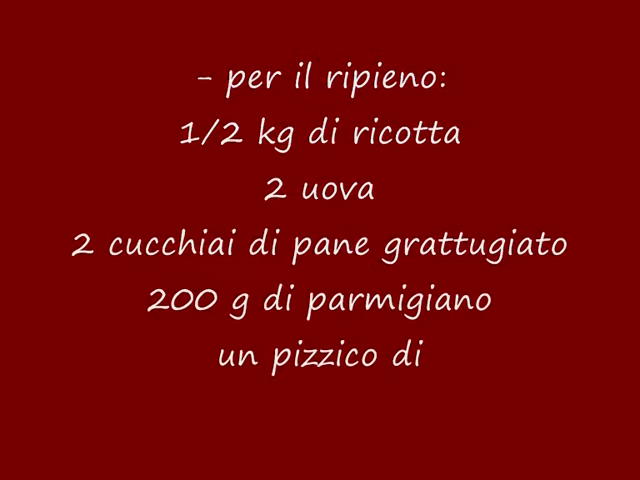 - per il ripieno:
1/2 kg di ricotta
2 uova
2 cucchiai di pane grattugiato
200 g di parmigiano
un pizzico di